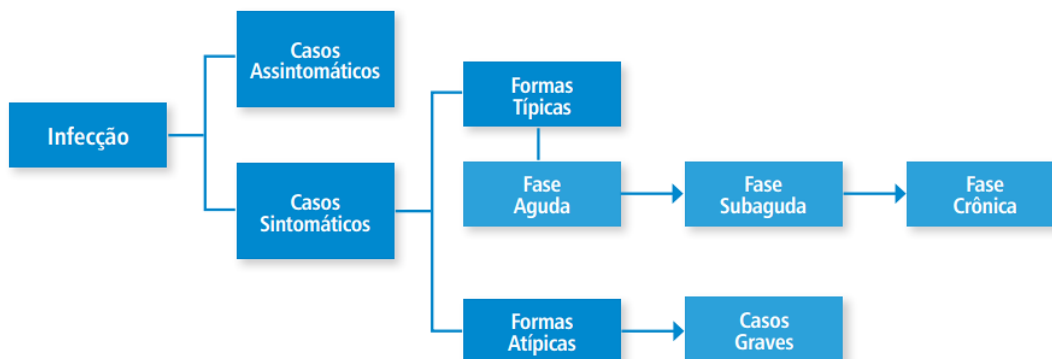 Casos
Assintomáticos
Infecção
Casos
Sintomáticos
Formas
Típicas
Fase
Aguda
Fase
Subaguda
Fase
Crônica
Formas
Atípicas
Casos
Graves